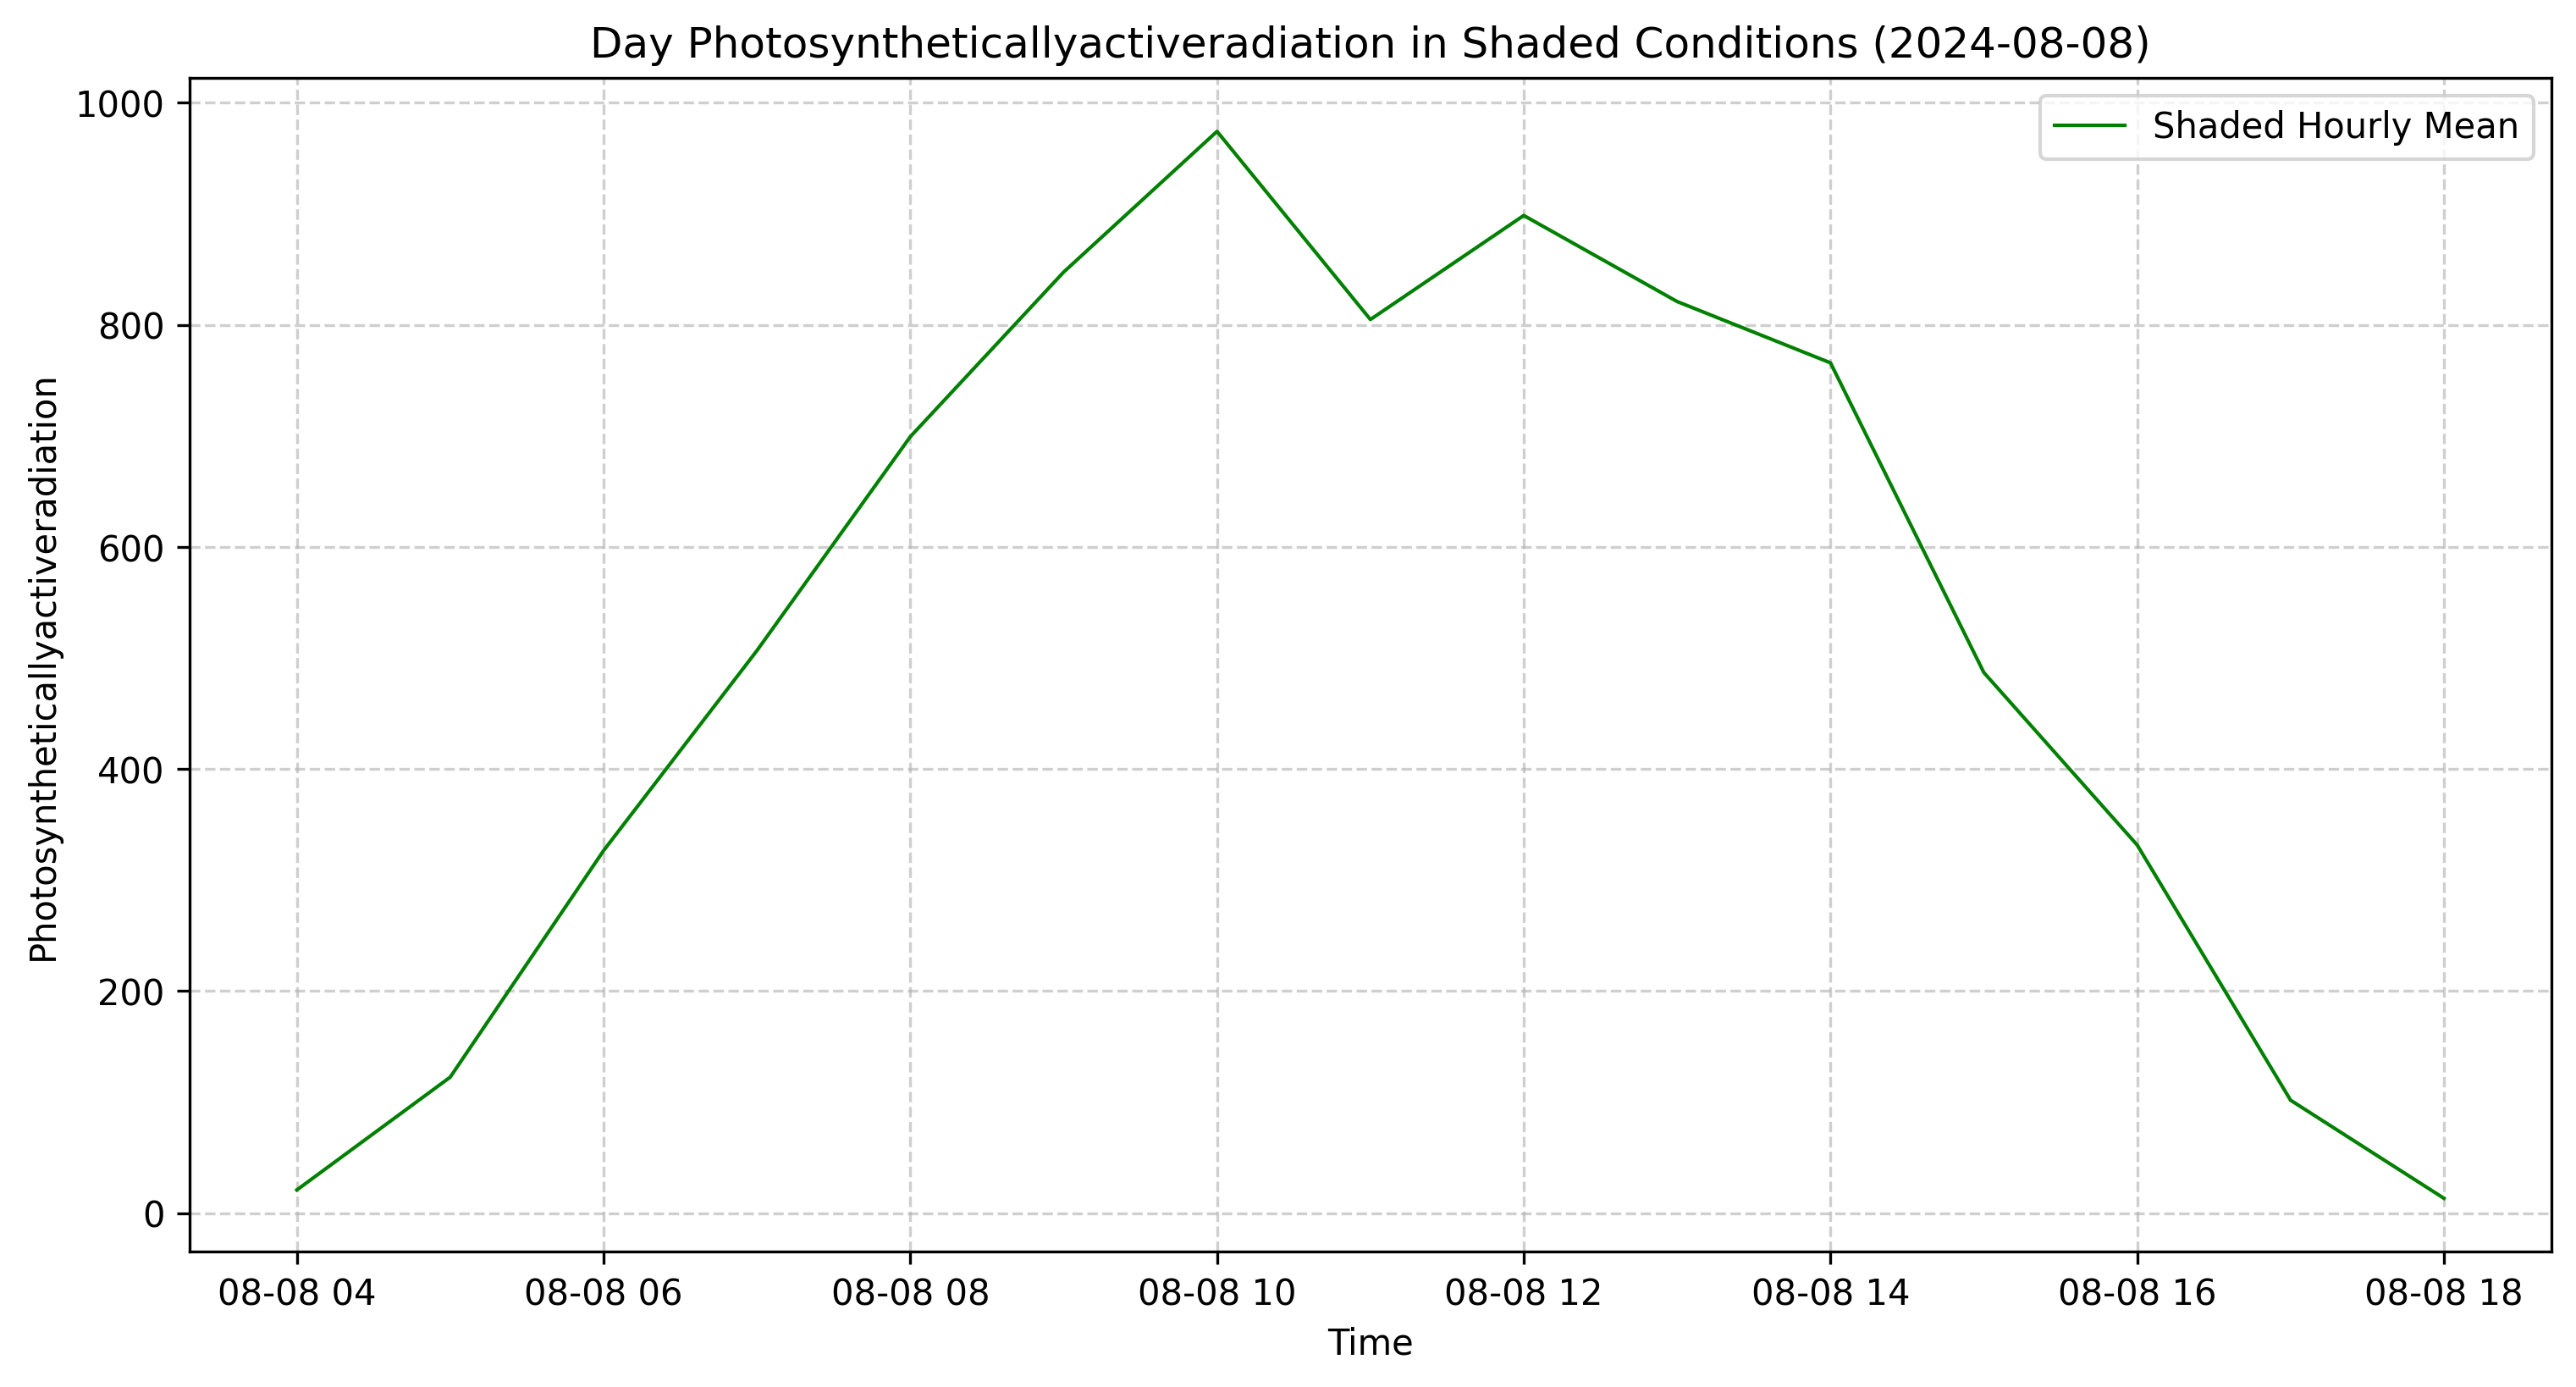 Day Photosyntheticallyactiveradiation in Shaded Conditions (2024-08-08)
Shaded Hourly Mean
Photosyntheticallyactiveradiation
1000
800
600
400
200
0
08-08 04 08-08 06 08-08 08 08-08 10 08-08 12 08-08 14 08-08 16 08-08 18
Time